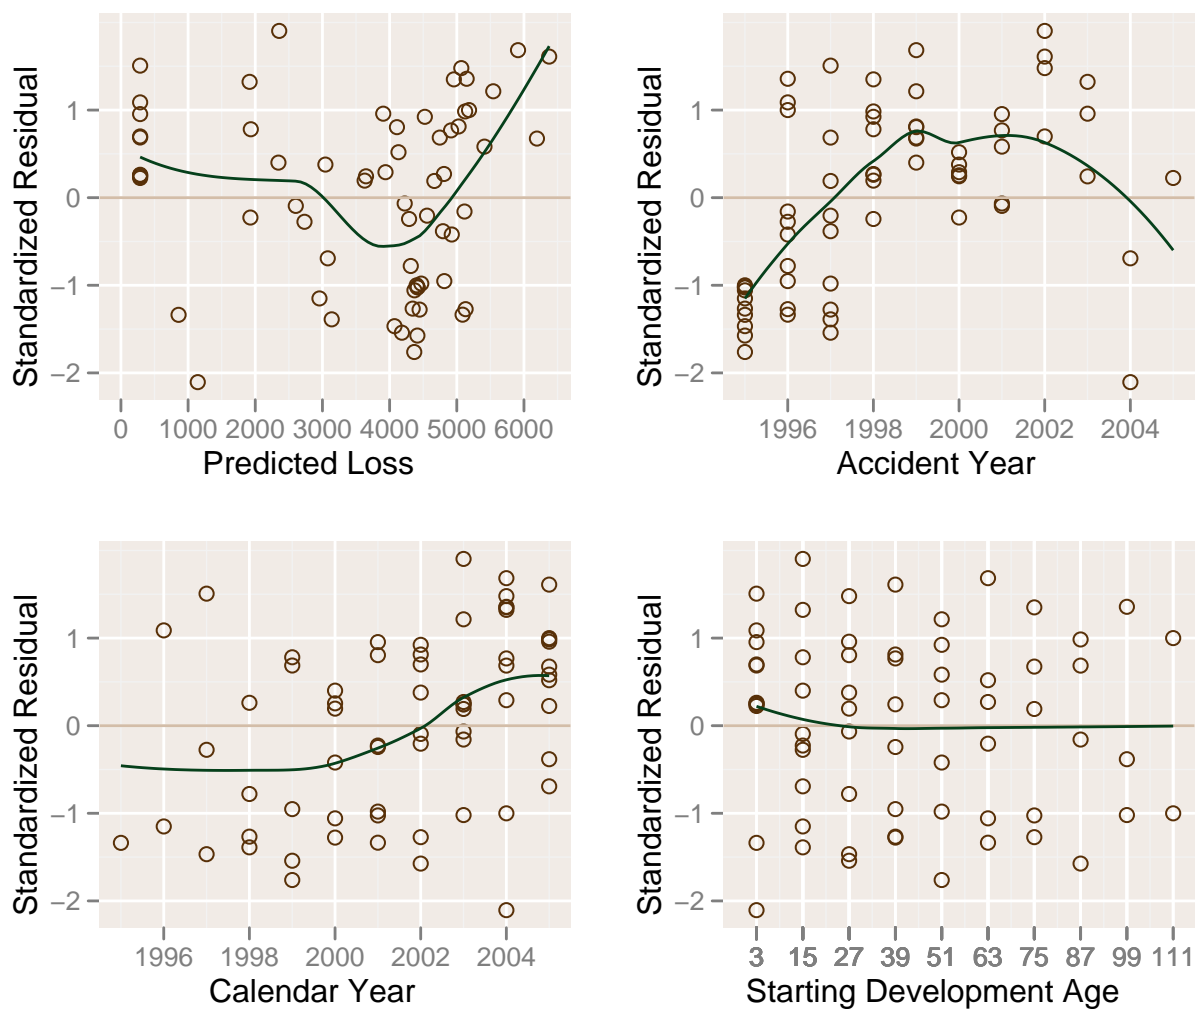 Standardized Residual
1
0
−1
−2
0 1000 2000 3000 4000 5000 6000
Predicted Loss
Standardized Residual
1
0
−1
−2
1996 1998 2000 2002 2004
Accident Year
Standardized Residual
1
0
−1
−2
1996 1998 2000 2002 2004
Calendar Year
Standardized Residual
1
0
−1
−2
3 15 27 39 51 63 75 87 99 111
Starting Development Age